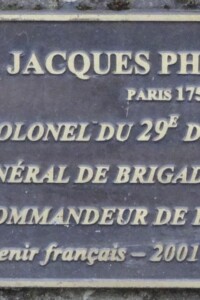 JACQUES PH
PARIS 175
OLONEL DU 29E D
NÉRAL DE BRIGAD
OMMANDEUR DE
enir français – 2001